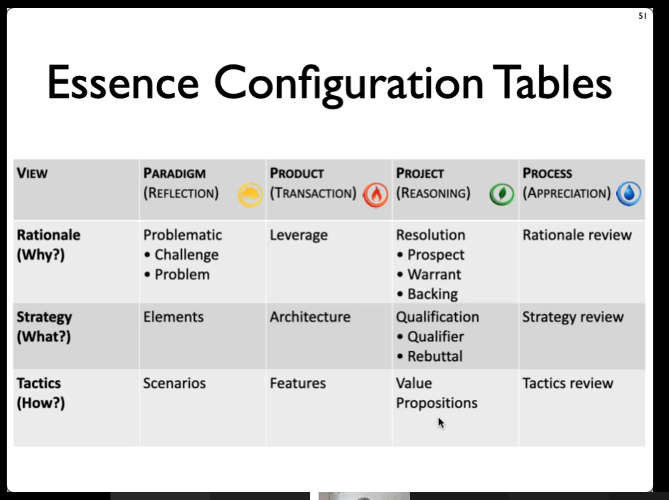 51
Essence Configuration Tables
VIEW PARADIGM PRODUCT PROJECT PROCESS
(REFLECTION) (TRANSACTION) (REASONING) (APPRECIATION)
Rationale Problematic Leverage Resolution Rationale review
(Why?) • Challenge • Prospect
• Problem • Warrant
• Backing
Strategy Elements Architecture Qualification Strategy review
(What?) • Qualifier
• Rebuttal
Tactics Scenarios Features Value Tactics review
(How?) Propositions